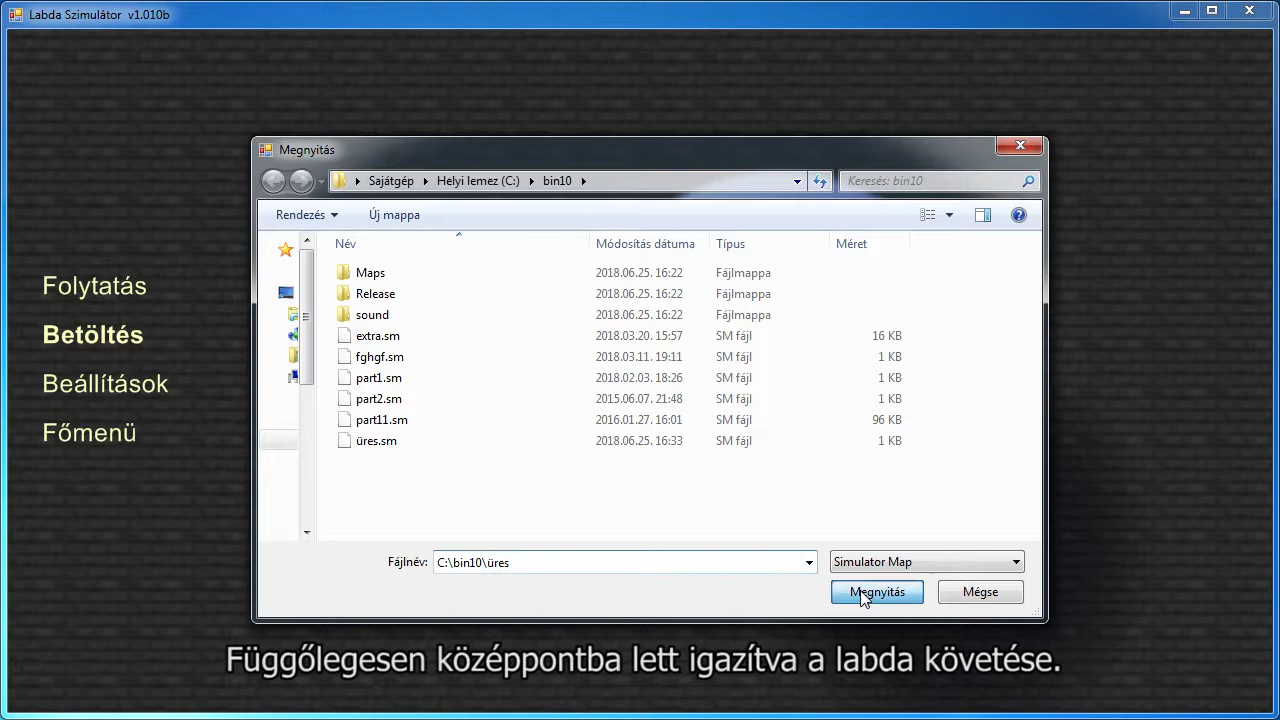 Labda Szimulátor v1.010b
Megnyitás
Sajátgép Helyi lemez (C:) bin10
Keresés: bin10
Rendezés Új mappa
Név Módosítás dátuma Típus Méret
Maps 2018.06.25. 16:22 Fájlmappa
Release 2018.06.25. 16:22 Fájlmappa
sound 2018.06.25. 16:22 Fájlmappa
extra.sm 2018.03.20. 15:57 SM fájl 16 KB
fghgf.sm 2018.03.11. 19:11 SM fájl 1 KB
part1.sm 2018.02.03. 18:26 SM fájl 1 KB
part2.sm 2015.06.07. 21:48 SM fájl 1 KB
part11.sm 2016.01.27. 16:01 SM fájl 96 KB
üres.sm 2018.06.25. 16:33 SM fájl 1 KB
Fájlnév: C:\bin10\üres Simulator Map
Megnyitás Mégse
Folytatás
Betöltés
Beállítások
Főmenü
Függőlegesen középpontba lett igazítva a labda követése.